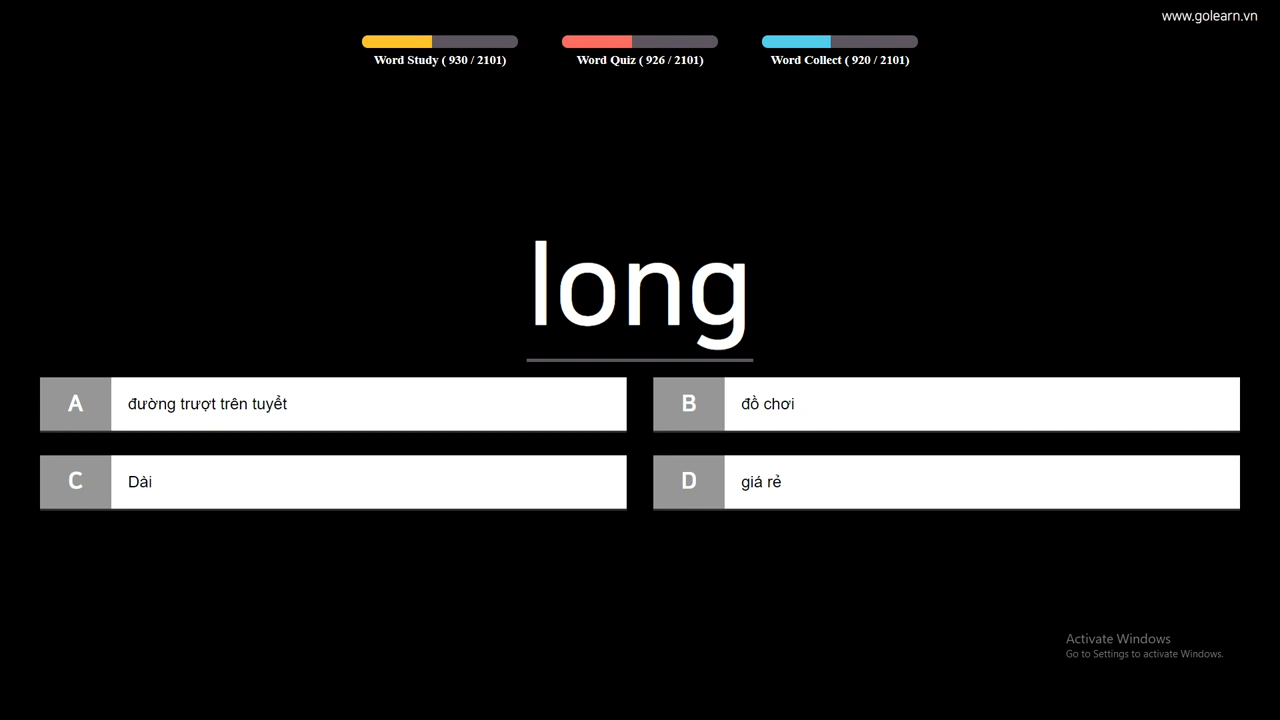 www.golearn.vn
Word Study ( 930 / 2101)
Word Quiz ( 926 / 2101)
Word Collect ( 920 / 2101)
long
A đường trượt trên tuyết
B đồ chơi
C Dài
D giá rẻ
Activate Windows
Go to Settings to activate Windows.